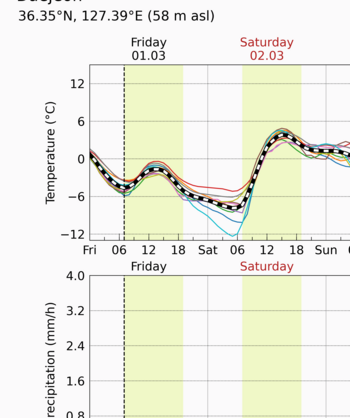 36.35°N, 127.39°E (58 m asl)
Friday Saturday
01.03 02.03
12
6
0
−6
−12
Temperature (°C)
Fri 06 12 18 Sat 06 12 18 Sun
Friday Saturday
4.0
3.2
2.4
1.6
0.8
(mm/h)